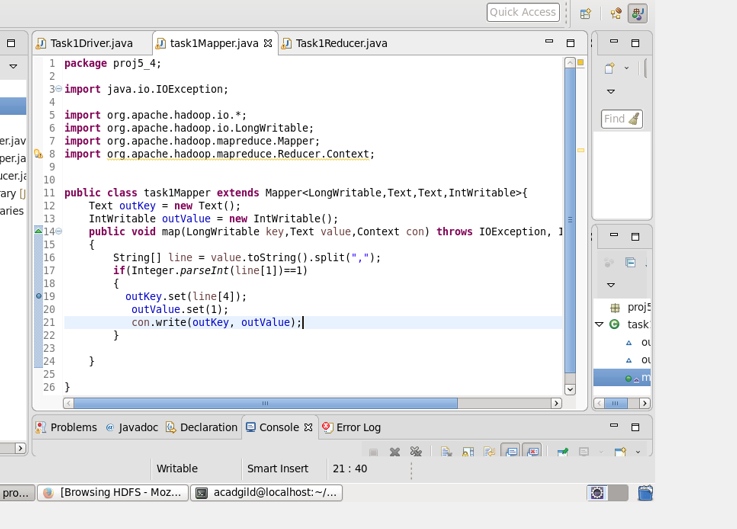 Quick Access
Task1Driver.java
task1Mapper.java
Task1Reducer.java
1 package proj5_4;
2
3 import java.io.IOException;
4
5 import org.apache.hadoop.io.*;
6 import org.apache.hadoop.io.LongWritable;
7 import org.apache.hadoop.mapreduce.Mapper;
8 import org.apache.hadoop.mapreduce.Reducer.Context;
9
10
11 public class task1Mapper extends Mapper<LongWritable,Text,Text,IntWritable>{
12 Text outKey = new Text();
13 IntWritable outValue = new IntWritable();
14 public void map(LongWritable key,Text value,Context con) throws IOException, I
15 {
16 String[] line = value.toString().split(",");
17 if(Integer.parseInt(line[1])==1)
18 {
19 outKey.set(line[4]);
20 outValue.set(1);
21 con.write(outKey, outValue);
22 }
23
24 }
25
26 }
er.jav
per.ja
ucer.j
rary [
aries
Find
proj5
task
ou
ou
m
Problems
@ Javadoc
Declaration
Console
Error Log
Writable
Smart Insert
21 : 40
pro...
[Browsing HDFS - Moz...
acadgild@localhost:~/...